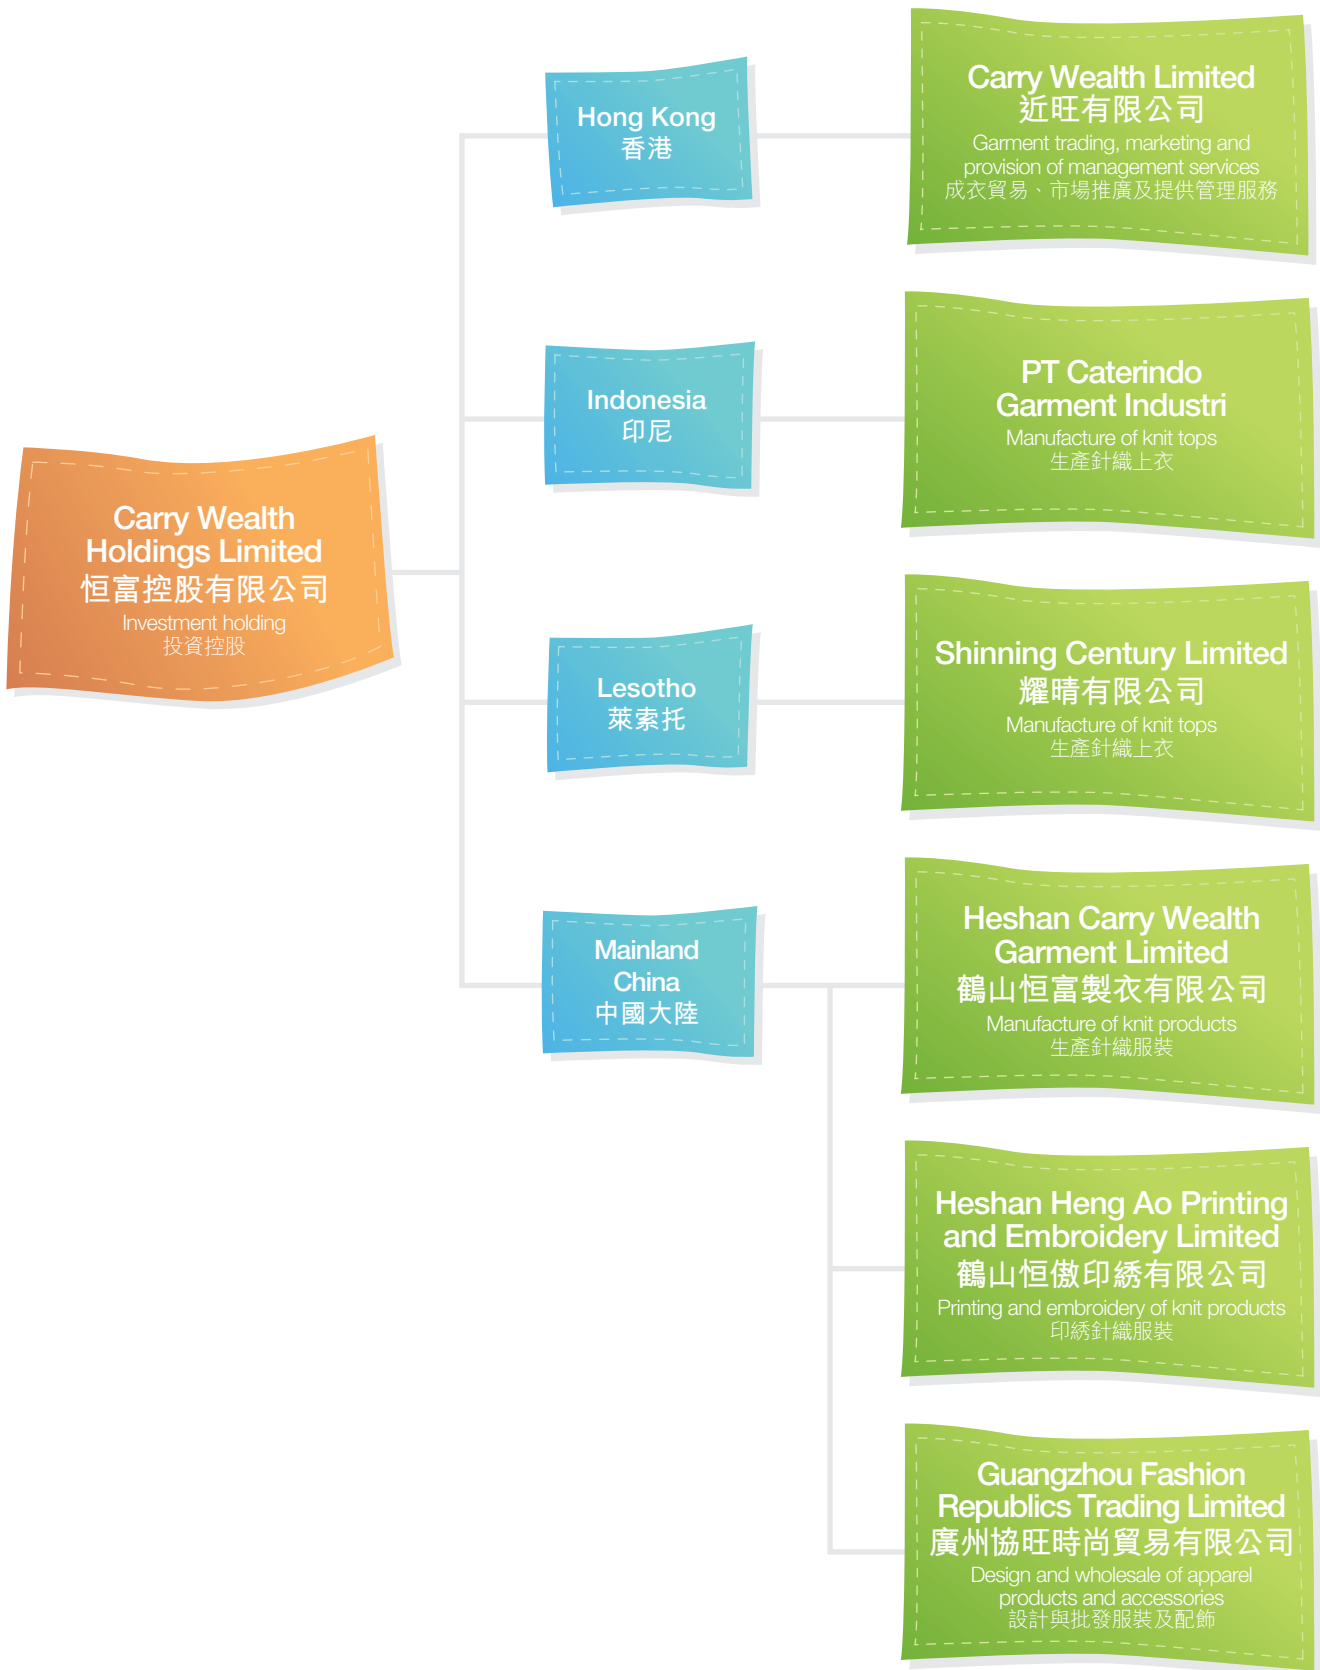 Carry Wealth
Holdings Limited
恒富控股有限公司
Investment holding
投資控股
Hong Kong
香港
Carry Wealth Limited
近旺有限公司
Garment trading, marketing and
provision of management services
成衣貿易、市場推廣及提供管理服務
Indonesia
印尼
PT Caterindo
Garment Industri
Manufacture of knit tops
生產針織上衣
Lesotho
萊索托
Shinning Century Limited
耀晴有限公司
Manufacture of knit tops
生產針織上衣
Mainland
China
中國大陸
Heshan Carry Wealth
Garment Limited
鶴山恒富製衣有限公司
Manufacture of knit products
生產針織服裝
Heshan Heng Ao Printing
and Embroidery Limited
鶴山恒傲印綉有限公司
Printing and embroidery of knit products
印綉針織服裝
Guangzhou Fashion
Republics Trading Limited
廣州協旺時尚貿易有限公司
Design and wholesale of apparel
products and accessories
設計與批發服裝及配飾